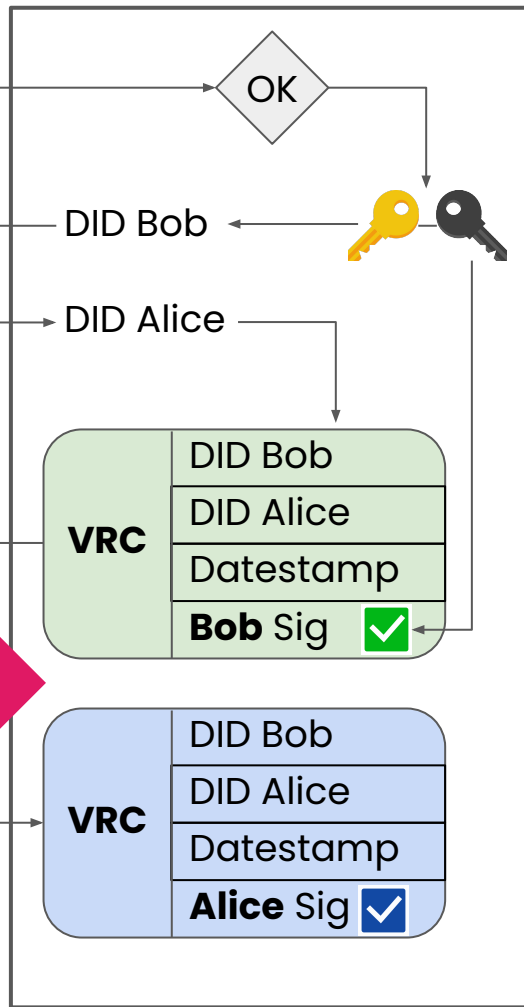 OK
DID Bob
DID Alice
VRC
DID Bob
DID Alice
Datestamp
Bob Sig
VRC
DID Bob
DID Alice
Datestamp
Alice Sig